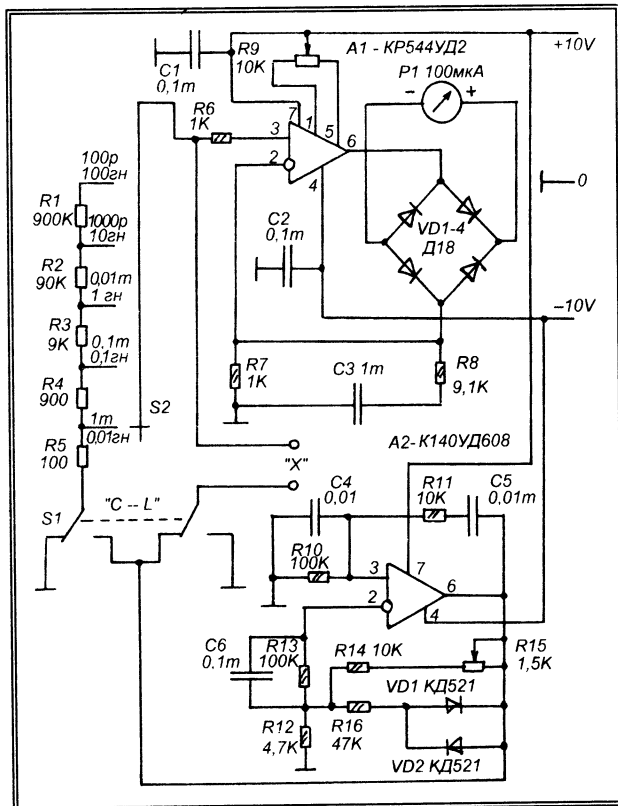 R9
10K
A1 - КР544УД2
+10V
C1
0,1m
P1 100мкА
- +
R6
1K
7
1
5
3
6
2
4
0
100p
100гн
R1
900K
1000p
10гн
C2
0,1m
VD1-4
Д18
R2
90K
0,01m
1 гн
-10V
R3
9K
0,1m
0,1гн
R7
1K
C3 1m
R8
9,1K
R4
900
S2
1m
0,01гн
R5
100
A2-К140УД608
"X"
S1
"C -- L"
C4
0,01
R11
10K
C5
0,01m
R10
100K
3
7
6
2
4
C6
0,1m
R13
100K
R14 10K
R15
1,5K
VD1 КД521
R12
4,7K
R16
47K
VD2 КД521